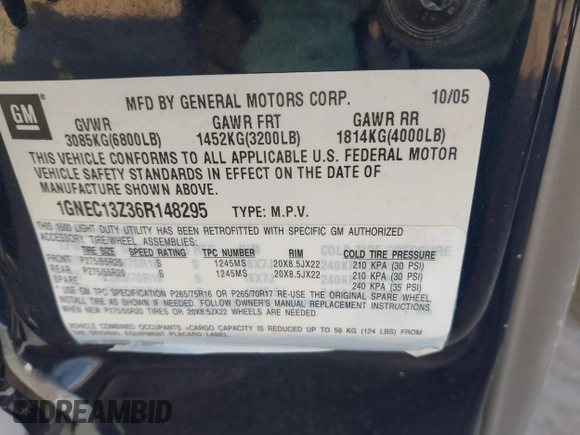 GM
MFD BY GENERAL MOTORS CORP. 10/05
GVWR GAWR FRT GAWR RR
3085KG(6800LB) 1452KG(3200LB) 1814KG(4000LB)
THIS VEHICLE CONFORMS TO ALL APPLICABLE U.S. FEDERAL MOTOR
VEHICLE SAFETY STANDARDS IN EFFECT ON THE DATE OF
MANUFACTURE SHOWN ABOVE.
1GNEC13Z36R148295 TYPE: M.P.V.
THIS 1500 LIGHT DUTY UTILITY HAS BEEN RETROFITTED WITH SPECIFIC GM AUTHORIZED
ACCESSORY TIRE/WHEEL ASSEMBLIES:
TIRE SIZE SPEED RATING TPC NUMBER RIM COLD TIRE PRESSURE
FRONT P275/55R20 S 1245MS 20X8.5JX22 210 KPA (30 PSI)
REAR P275/55R20 S 1245MS 20X8.5JX22 210 KPA (30 PSI)
SPARE 240 KPA (35 PSI)
* USE GM TPC SPECIFICATION P265/75R16 OR P265/70R17 RE-USE THE ORIGINAL SPARE WHEEL.
INSTALL TIRE AS SHOWN IF NEEDED. FOLLOW OWNER'S MANUAL REPLACEMENT INSTRUCTIONS
WHEN NEW P275/55R20 TIRES OR 20X8.5JX22 RIMS ARE REPLACED.
VEHICLE COMBINED OCCUPANTS +CARGO CAPACITY IS REDUCED UP TO 56 KG (124 LBS) FROM
ORIGINAL EQUIPMENT PLACARD LABEL.
DREAMBID